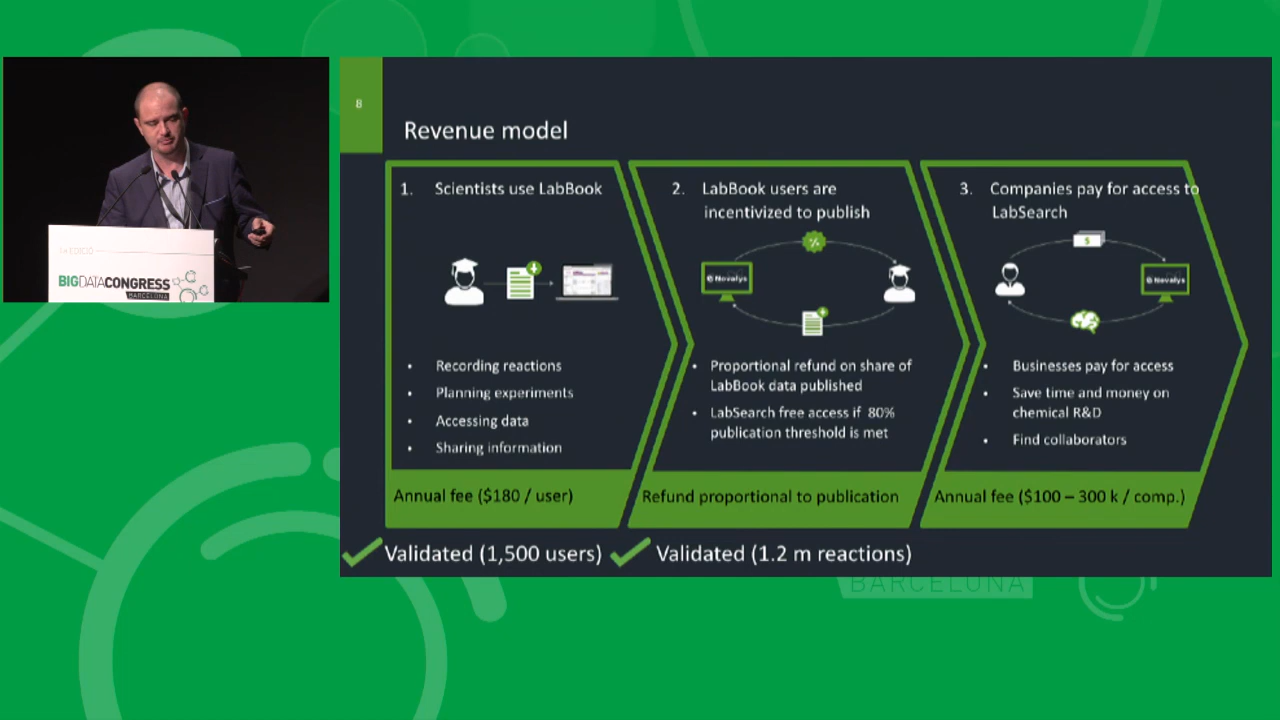 BIGDATACONGRESS
BARCELONA
8
Revenue model
1. Scientists use LabBook
Recording reactions
Planning experiments
Accessing data
Sharing information
Annual fee ($180 / user)
2. LabBook users are
incentivized to publish
%
Novalys
Proportional refund on share of
LabBook data published
LabSearch free access if 80%
publication threshold is met
Refund proportional to publication
3. Companies pay for access to
LabSearch
$
Novalys
Businesses pay for access
Save time and money on
chemical R&D
Find collaborators
Annual fee ($100 – 300 k / comp.)
Validated (1,500 users)
Validated (1.2 m reactions)
BARCELONA